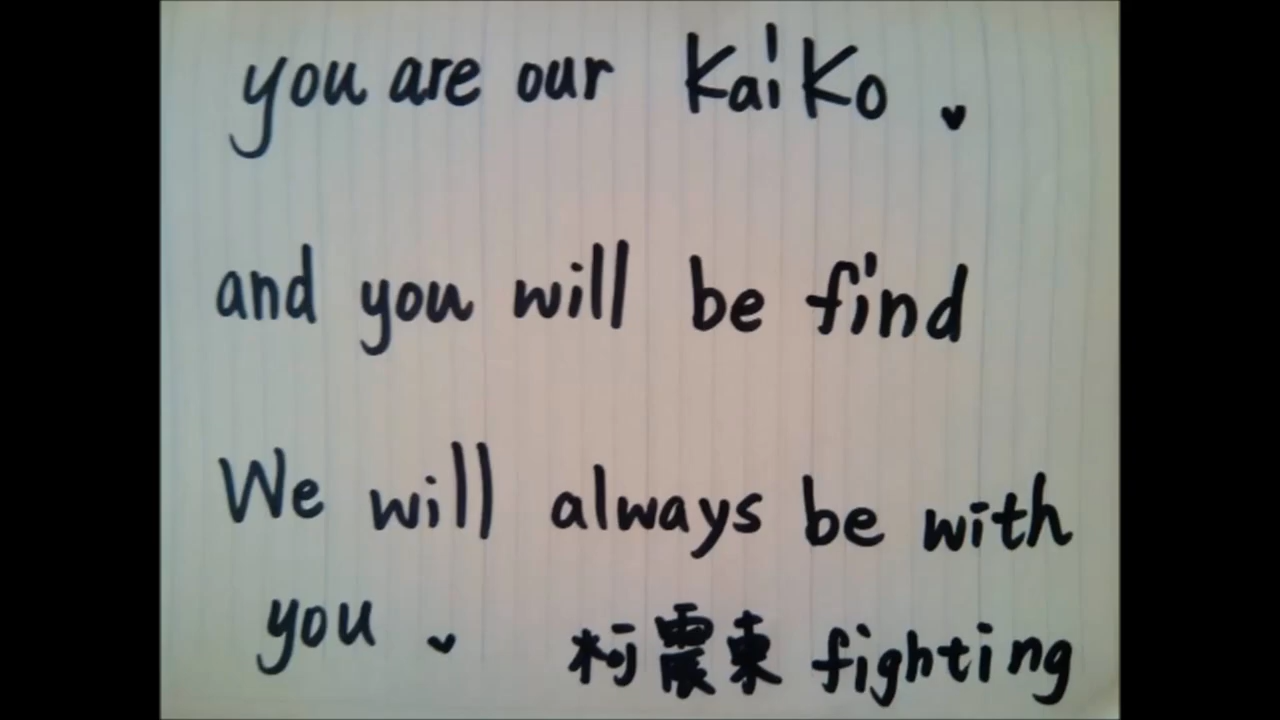 you are our KaiKo ♥
and you will be find
We will always be with
you ♥ 柯震東 fighting